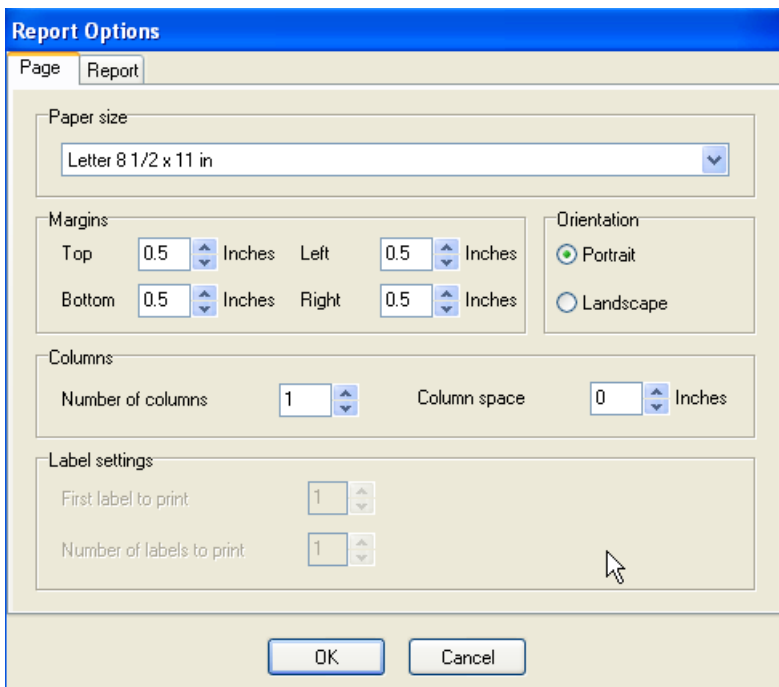 Report Options
Page Report
Paper size
Letter 8 1/2 x 11 in
Margins
Top 0.5 Inches Left 0.5 Inches
Bottom 0.5 Inches Right 0.5 Inches
Orientation
Portrait
Landscape
Columns
Number of columns 1 Column space 0 Inches
Label settings
First label to print 1
Number of labels to print 1
OK Cancel